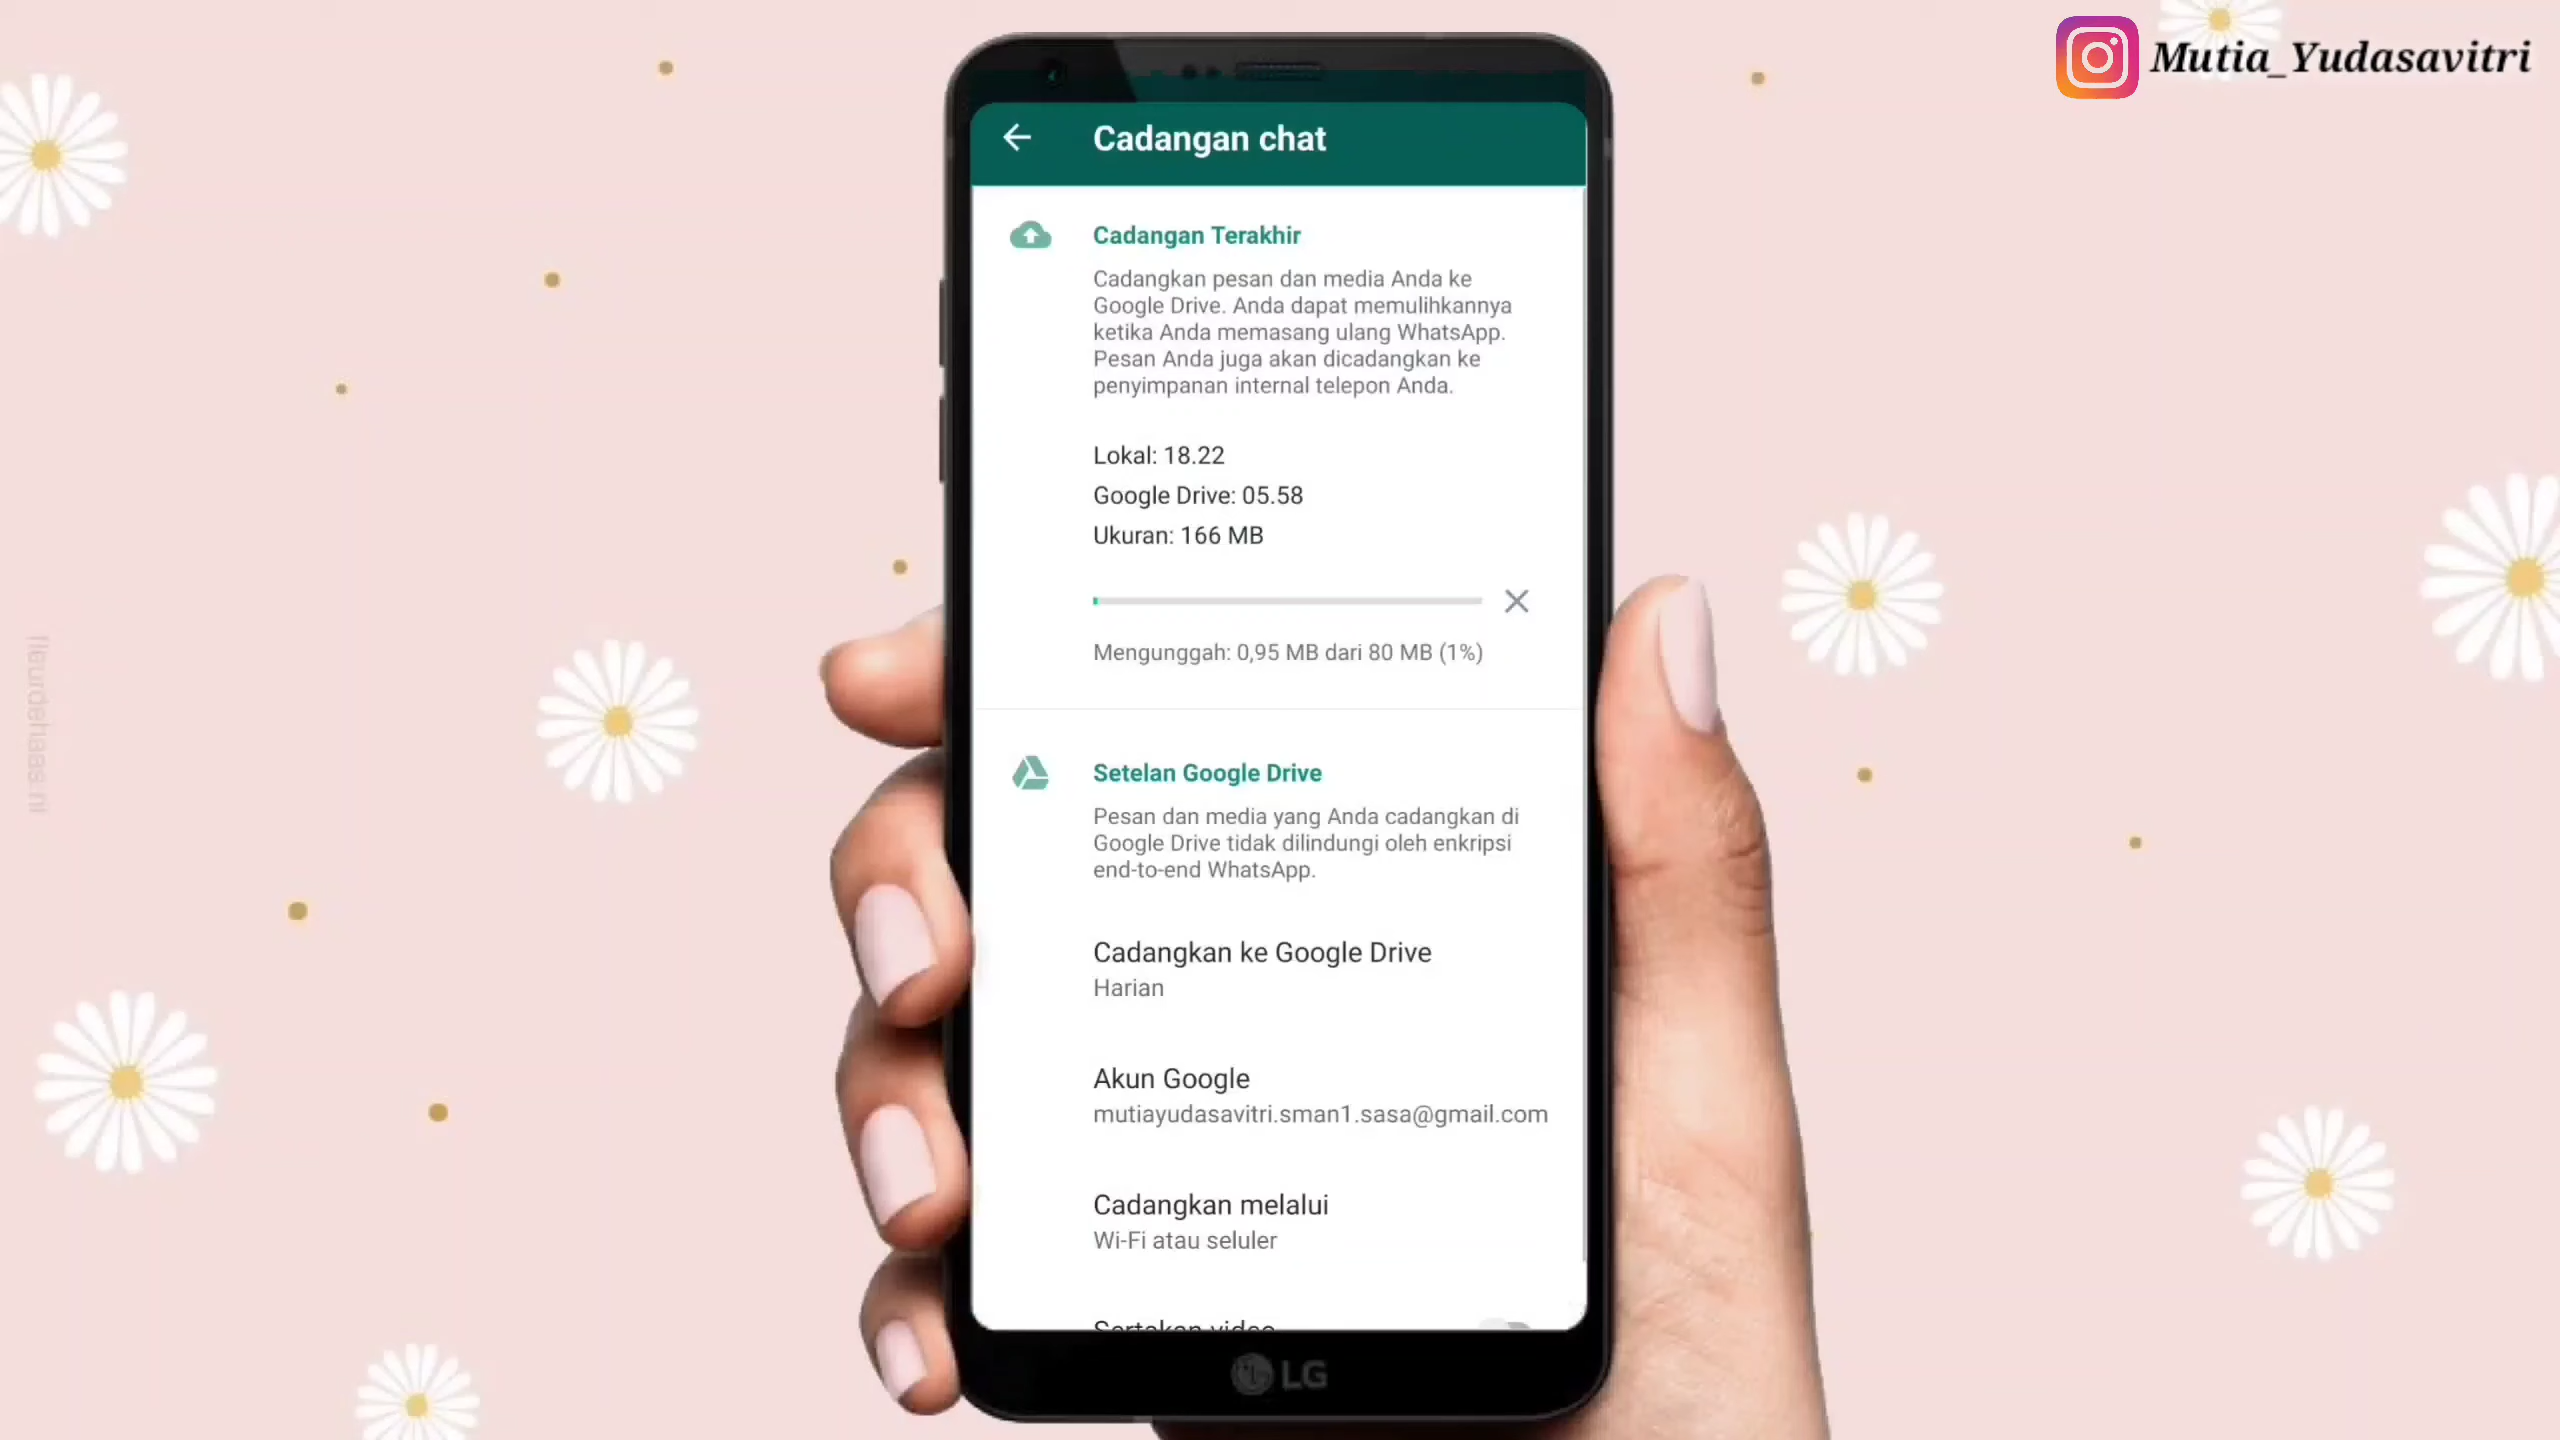 Mutia_Yudasavitri
Cadangan chat
Cadangan Terakhir
Cadangkan pesan dan media Anda ke
Google Drive. Anda dapat memulihkannya
ketika Anda memasang ulang WhatsApp.
Pesan Anda juga akan dicadangkan ke
penyimpanan internal telepon Anda.
Lokal: 18.22
Google Drive: 05.58
Ukuran: 166 MB
Mengunggah: 0,95 MB dari 80 MB (1%)
Setelan Google Drive
Pesan dan media yang Anda cadangkan di
Google Drive tidak dilindungi oleh enkripsi
end-to-end WhatsApp.
Cadangkan ke Google Drive
Harian
Akun Google
mutiayudasavitri.sman1.sasa@gmail.com
Cadangkan melalui
Wi-Fi atau seluler
Sertakan video
LG